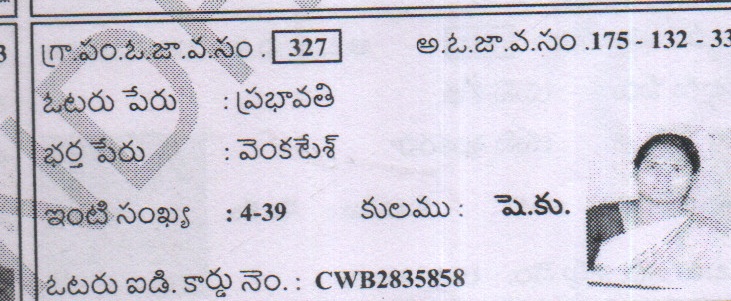 గ్రా.పం.ఓ.జా.వ.సం. 327 అ.ఓ.జా.వ.సం .175 - 132 - 33
ఓటరు పేరు : ప్రభావతి
భర్త పేరు : వెంకటేశ్
ఇంటి సంఖ్య : 4-39 కులము : షె.కు.
ఓటరు ఐడి. కార్డు నెం. : CWB2835858